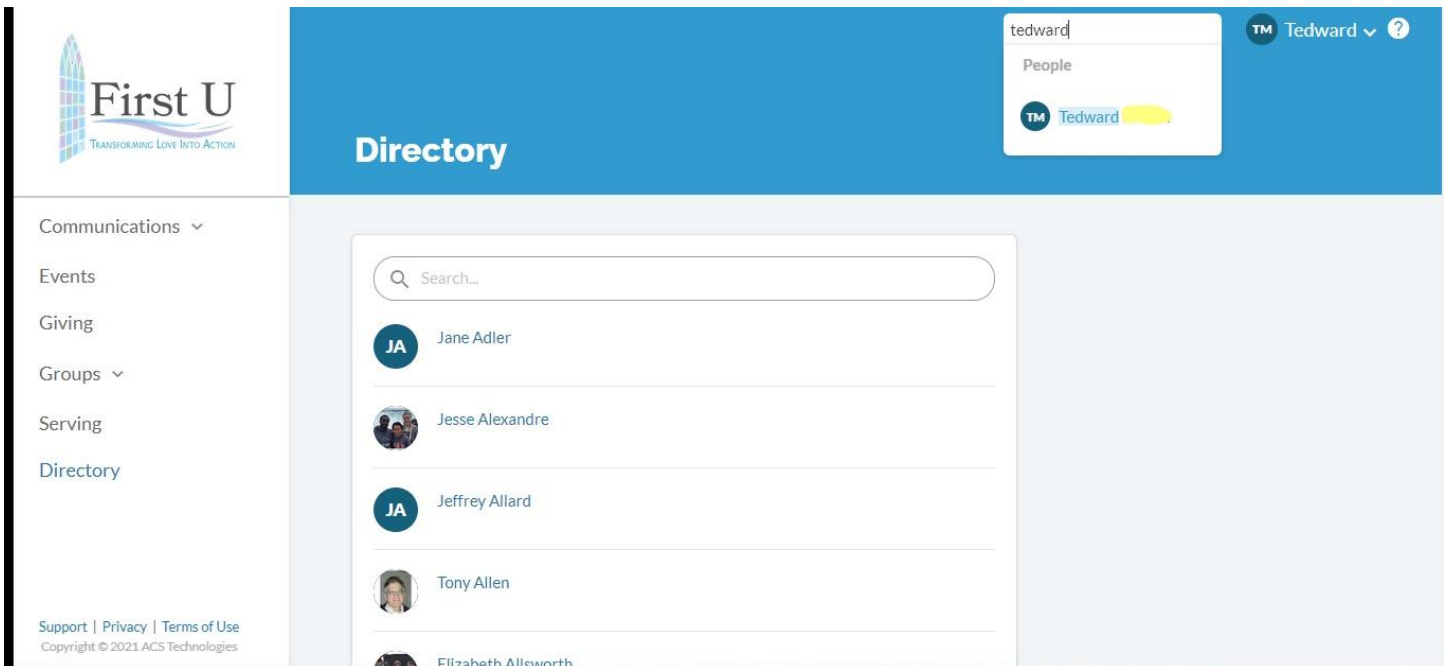 First U
TRANSFORMING LOVE INTO ACTION
tedward
TM Tedward
People
TM Tedward
Directory
Communications
Events
Giving
Groups
Serving
Directory
Support | Privacy | Terms of Use
Copyright © 2021 ACS Technologies
Search...
JA Jane Adler
Jesse Alexandre
JA Jeffrey Allard
Tony Allen
Elizabeth Allsworth